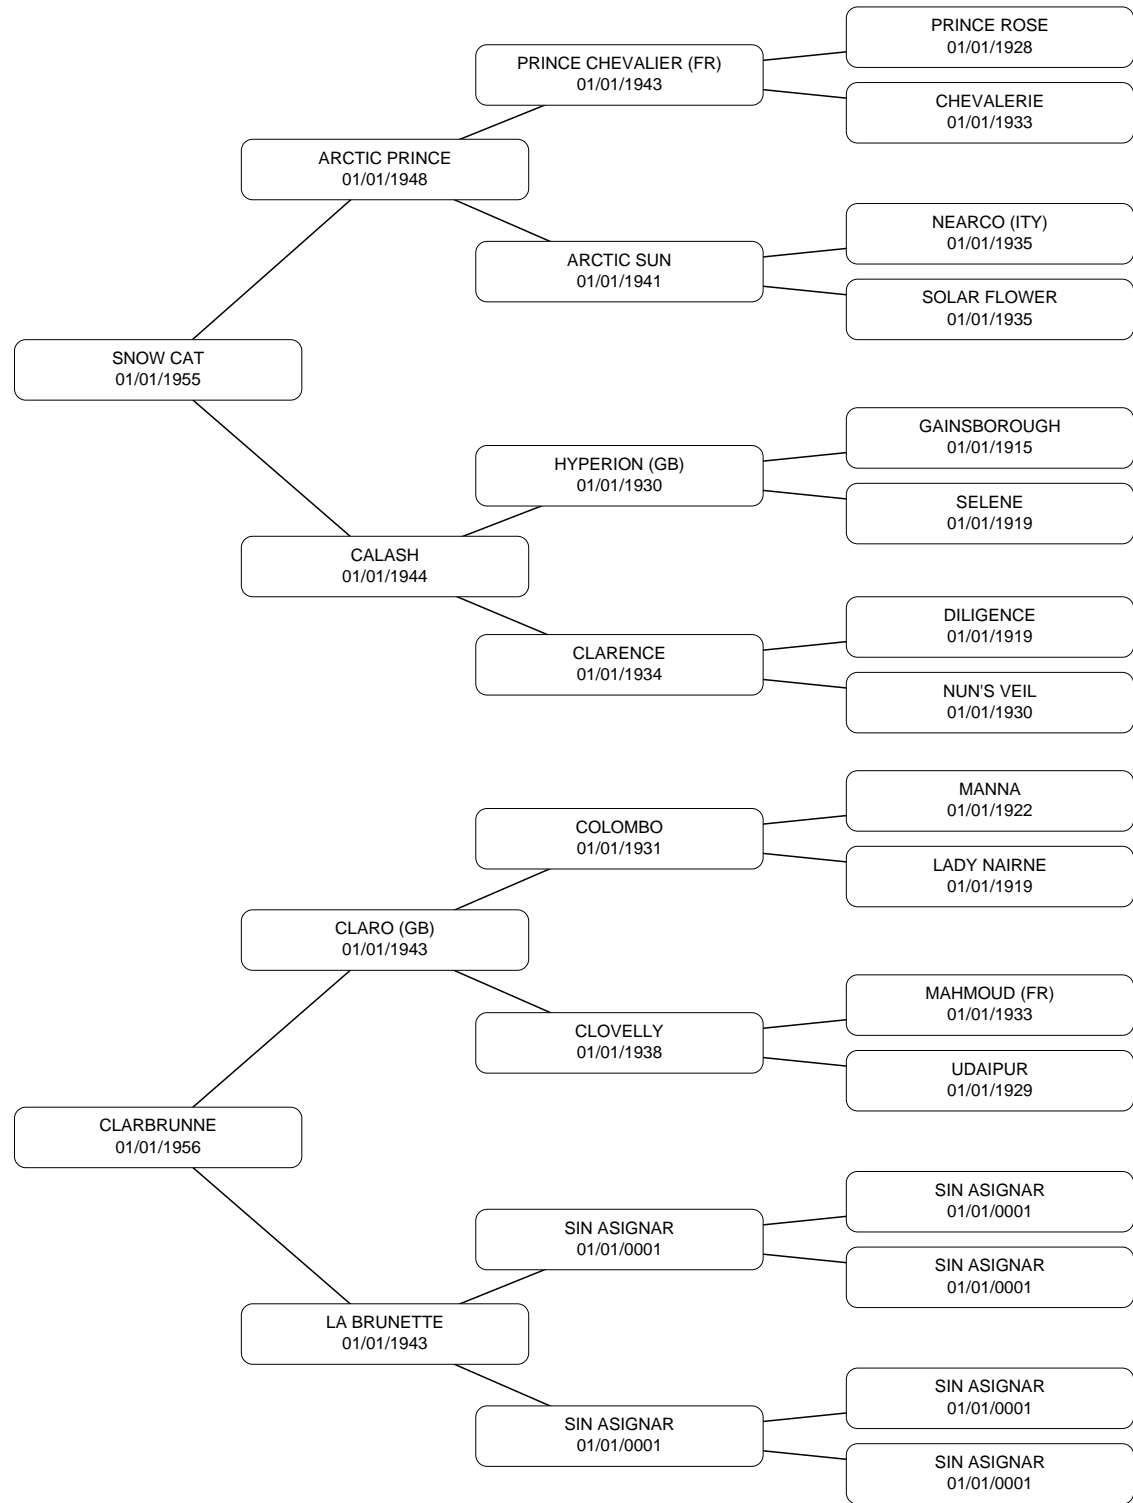 PRINCE ROSE
01/01/1928
PRINCE CHEVALIER (FR)
01/01/1943
CHEVALERIE
01/01/1933
ARCTIC PRINCE
01/01/1948
NEARCO (ITY)
01/01/1935
ARCTIC SUN
01/01/1941
SOLAR FLOWER
01/01/1935
SNOW CAT
01/01/1955
GAINSBOROUGH
01/01/1915
HYPERION (GB)
01/01/1930
SELENE
01/01/1919
CALASH
01/01/1944
DILIGENCE
01/01/1919
CLARENCE
01/01/1934
NUN'S VEIL
01/01/1930
MANNA
01/01/1922
COLOMBO
01/01/1931
LADY NAIRNE
01/01/1919
CLARO (GB)
01/01/1943
MAHMOUD (FR)
01/01/1933
CLOVELLY
01/01/1938
UDAIPUR
01/01/1929
CLARBRUNNE
01/01/1956
SIN ASIGNAR
01/01/0001
SIN ASIGNAR
01/01/0001
SIN ASIGNAR
01/01/0001
LA BRUNETTE
01/01/1943
SIN ASIGNAR
01/01/0001
SIN ASIGNAR
01/01/0001
SIN ASIGNAR
01/01/0001